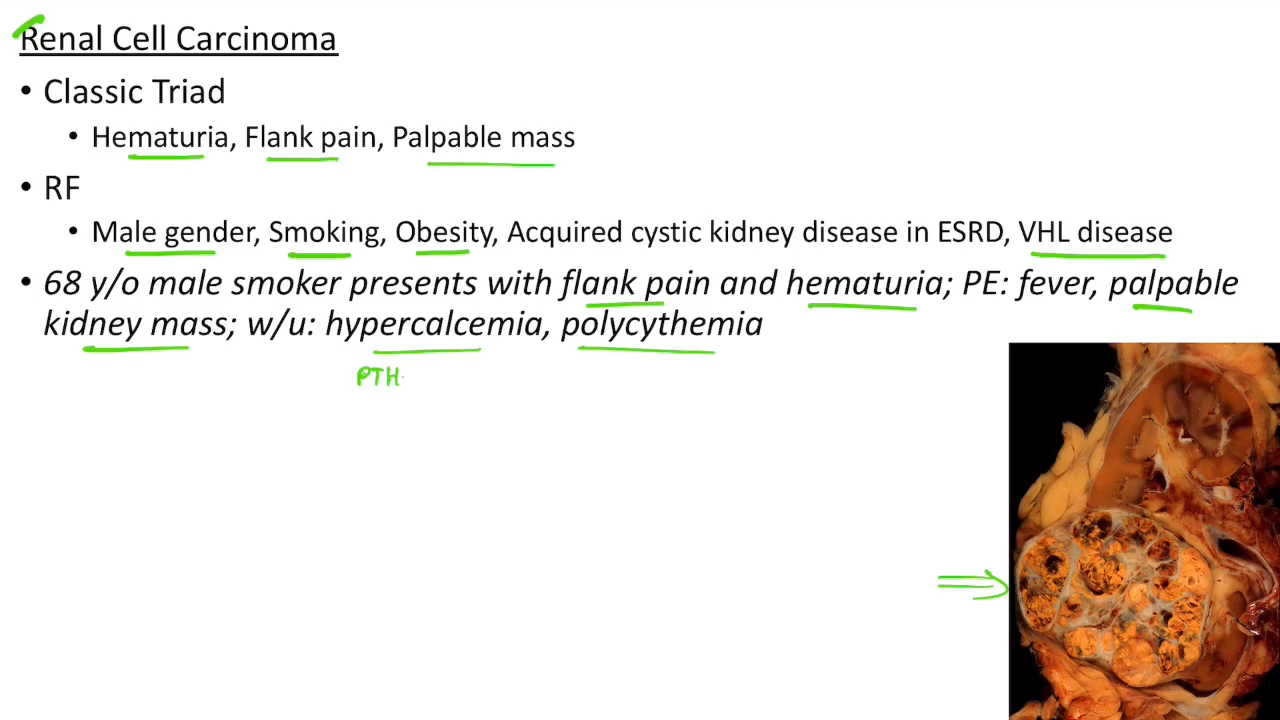 Renal Cell Carcinoma
• Classic Triad
• Hematuria, Flank pain, Palpable mass
• RF
• Male gender, Smoking, Obesity, Acquired cystic kidney disease in ESRD, VHL disease
• 68 y/o male smoker presents with flank pain and hematuria; PE: fever, palpable
kidney mass; w/u: hypercalcemia, polycythemia
PTH